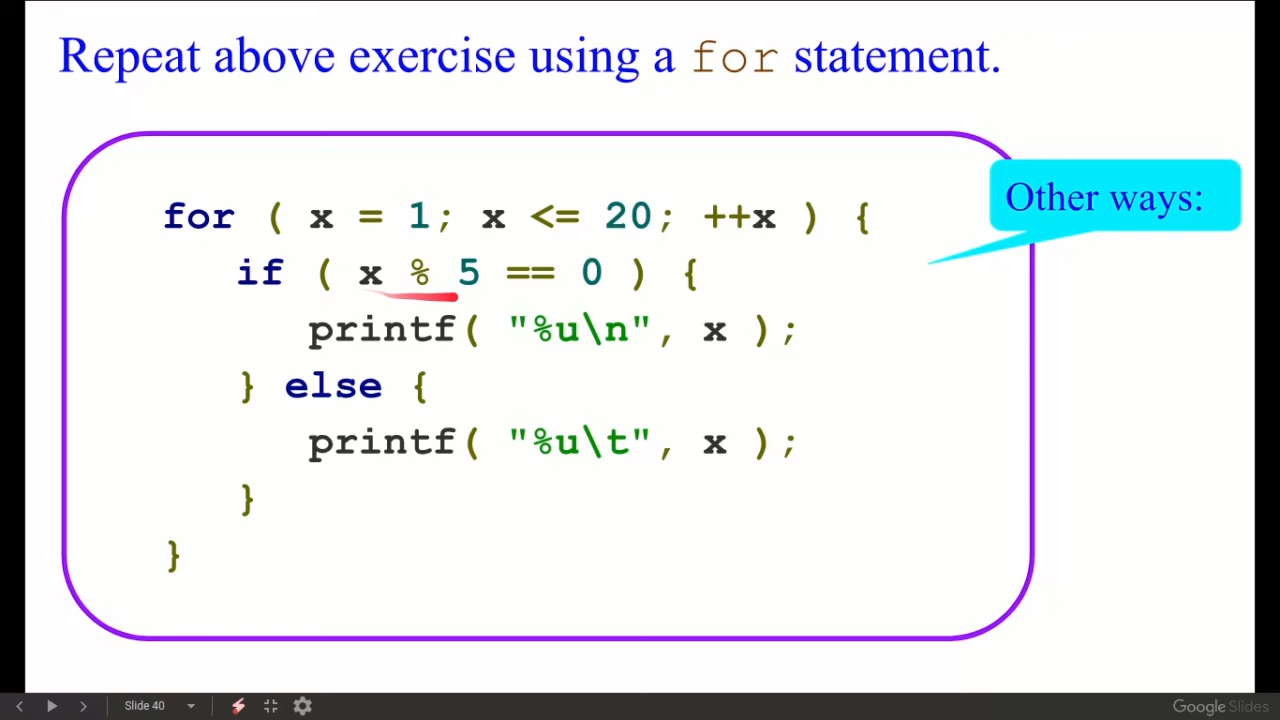 Repeat above exercise using a for statement.
Other ways:
for ( x = 1; x <= 20; ++x ) {
if ( x % 5 == 0 ) {
printf( "%u\n", x );
} else {
printf( "%u\t", x );
}
}
Slide 40
Google Slides